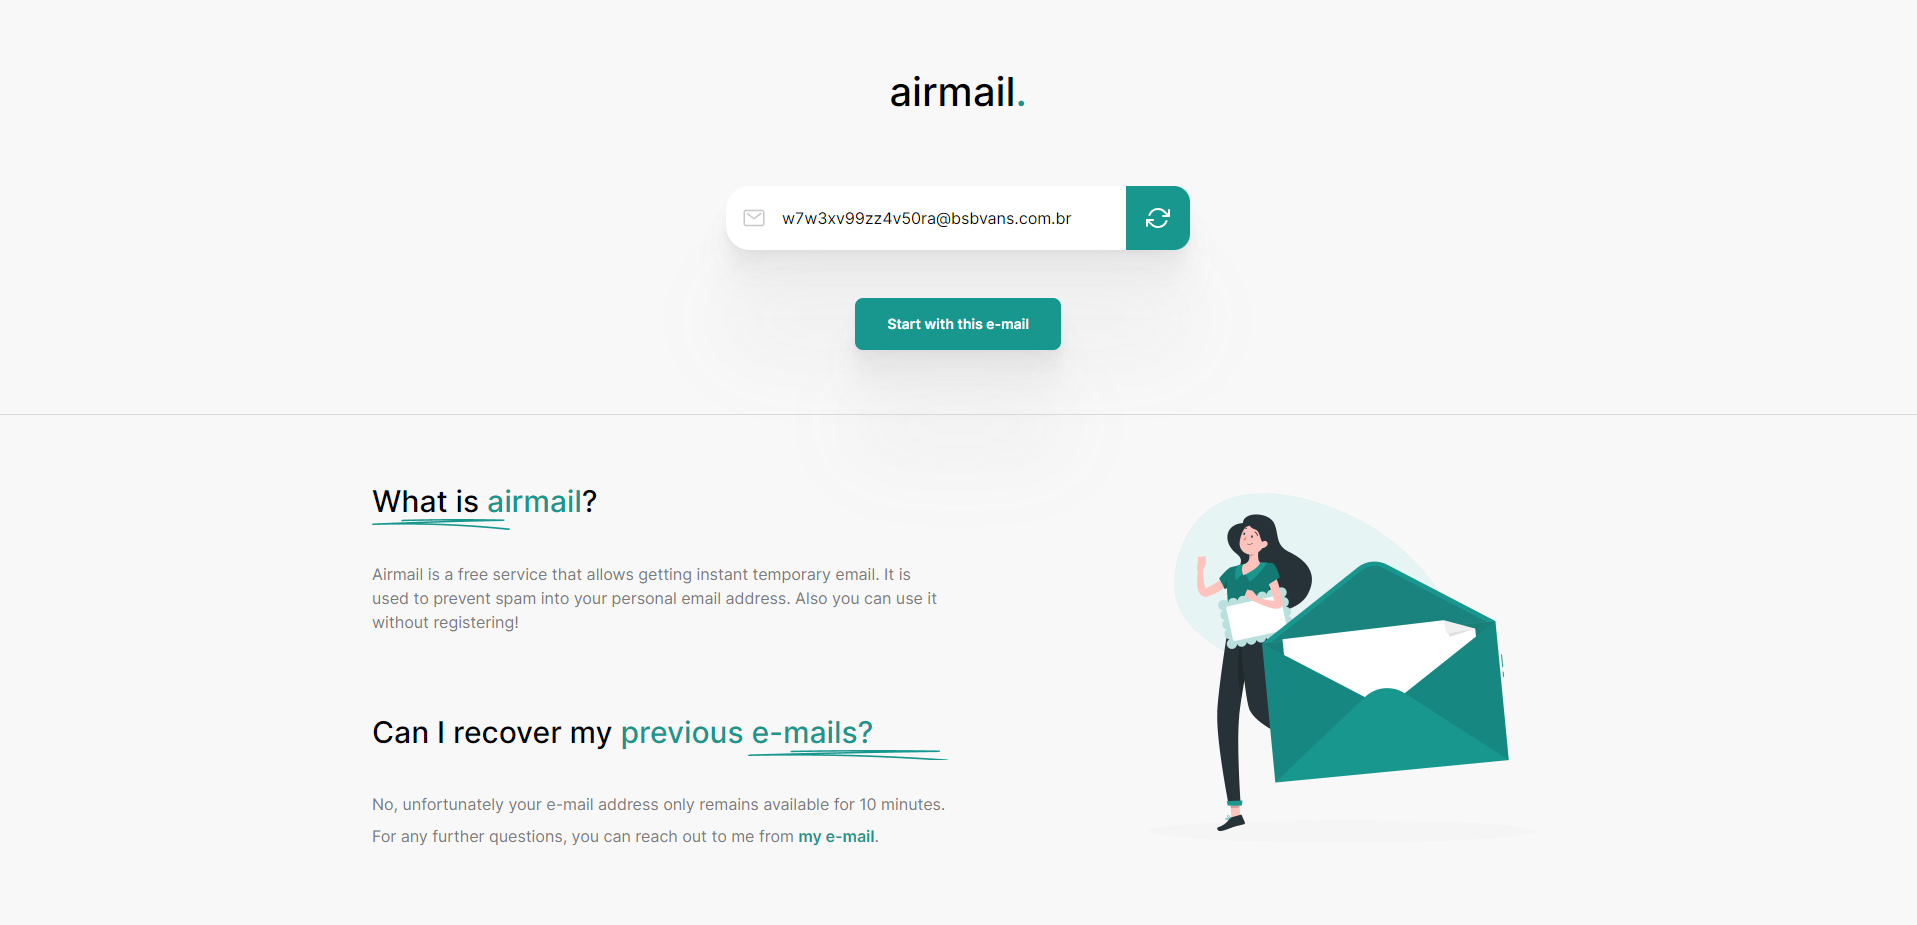 airmail.
w7w3xv99zz4v50ra@bsbvans.com.br
Start with this e-mail
What is airmail?
Airmail is a free service that allows getting instant temporary email. It is
used to prevent spam into your personal email address. Also you can use it
without registering!
Can I recover my previous e-mails?
No, unfortunately your e-mail address only remains available for 10 minutes.
For any further questions, you can reach out to me from my e-mail.